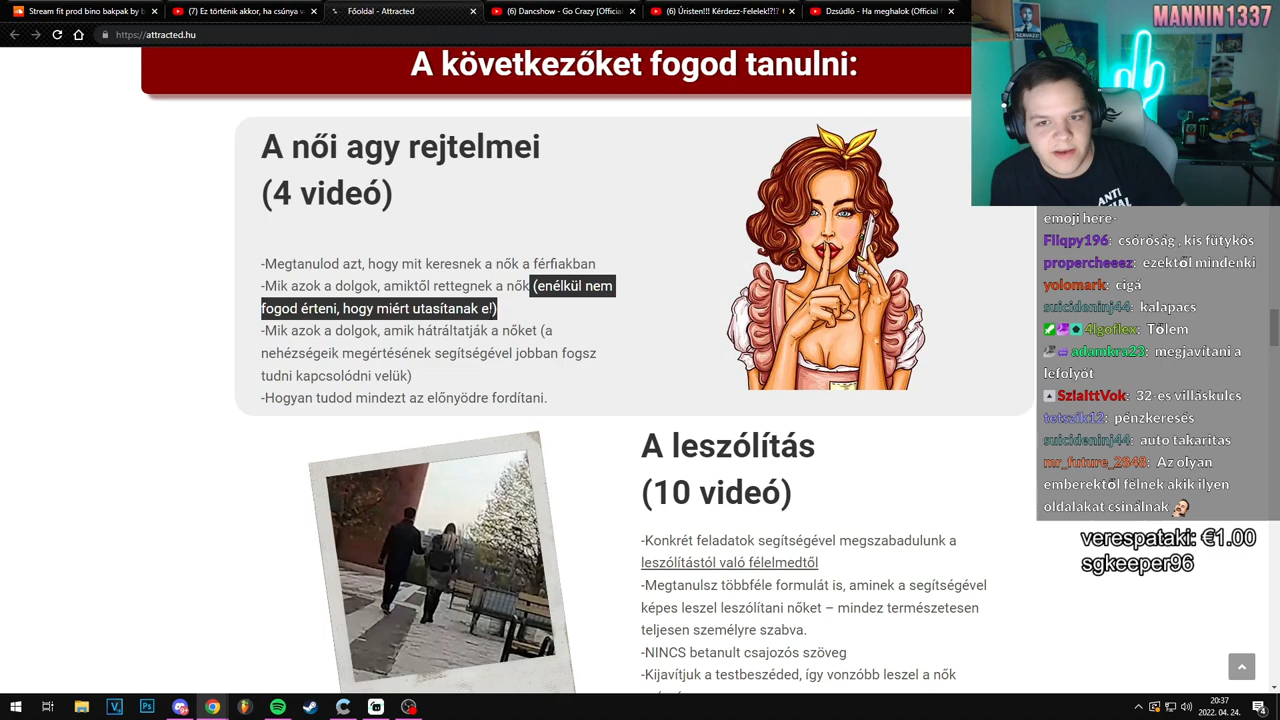 Stream fit prod bino bakpak by b
(7) Ez történik akkor, ha csúnya v
Főoldal - Attracted
(6) Dancshow - Go Crazy [Official
(6) Úristen!!! Kérdezz-Felelek!?!?
Dzsúdló - Ha meghalok (Official
https://attracted.hu
MANNIN1337
SZAVAZZ!
ANTI
A következőket fogod tanulni:
A női agy rejtelmei
(4 videó)
-Megtanulod azt, hogy mit keresnek a nők a férfiakban
-Mik azok a dolgok, amiktől rettegnek a nők (enélkül nem
fogod érteni, hogy miért utasítanak e!)
-Mik azok a dolgok, amik hátráltatják a nőket (a
nehézségeik megértésének segítségével jobban fogsz
tudni kapcsolódni velük)
-Hogyan tudod mindezt az előnyödre fordítani.
A leszólítás
(10 videó)
-Konkrét feladatok segítségével megszabadulunk a
leszólítástól való félelmedtől
-Megtanulsz többféle formulát is, aminek a segítségével
képes leszel leszólítani nőket – mindez természetesen
teljesen személyre szabva.
-NINCS betanult csajozós szöveg
-Kijavítjuk a testbeszéded, így vonzóbb leszel a nők
emoji here-
Fliqpy196: csóróság , kis fütykös
propercheeez: ezektől mindenki
yolomark: cigá
suicideninj44: kalapacs
4lgoflex: Tőlem
adamkra23: megjavítani a
lefolyót
SzlaittVok: 32-es villáskulcs
tetszik12: pénzkeresés
suicideninj44: auto takaritas
mr_future_2848: Az olyan
emberektől félnek akik ilyen
oldalakat csinálnak
verespataki: €1.00
sgkeeper96
20:37
2022. 04. 24.
4